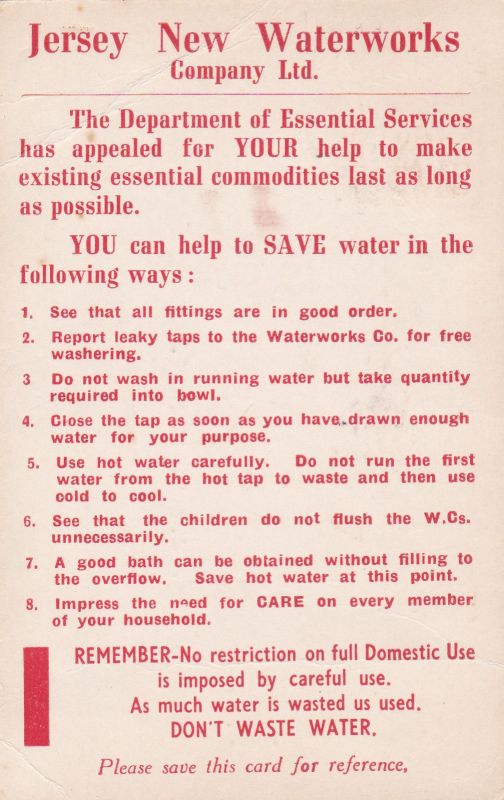 Jersey New Waterworks
Company Ltd.
The Department of Essential Services
has appealed for YOUR help to make
existing essential commodities last as long
as possible.
YOU can help to SAVE water in the
following ways :
1. See that all fittings are in good order.
2. Report leaky taps to the Waterworks Co. for free
washering.
3 Do not wash in running water but take quantity
required into bowl.
4. Close the tap as soon as you have..drawn enough
water for your purpose.
5. Use hot water carefully. Do not run the first
water from the hot tap to waste and then use
cold to cool.
6. See that the children do not flush the W.Cs.
unnecessarily.
7. A good bath can be obtained without filling to
the overflow. Save hot water at this point.
8. Impress the need for CARE on every member
of your household.
REMEMBER-No restriction on full Domestic Use
is imposed by careful use.
As much water is wasted us used.
DON'T WASTE WATER.
Please save this card for reference,